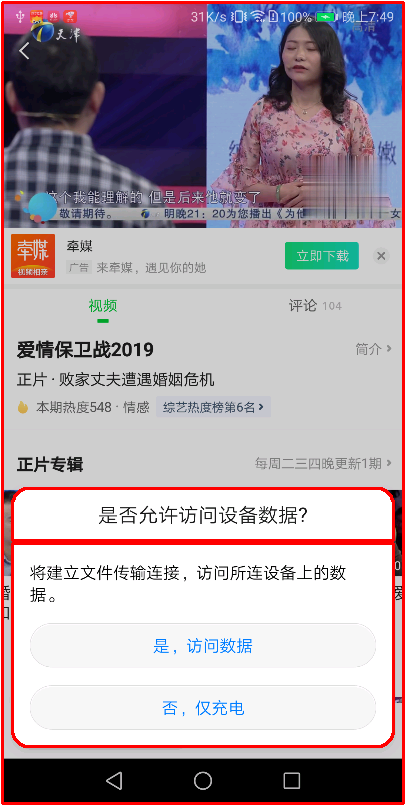 31K/s 100% 晚上7:49
天津
这个我能理解的 但是后来他就变了
敬请期待。 明晚21：20为您播出《为他
女
牵媒
视频相亲
牵媒
广告 来牵媒，遇见你的她
立即下载
视频
评论 104
爱情保卫战2019
简介
正片 · 败家丈夫遭遇婚姻危机
本期热度548 · 情感 综艺热度榜第6名
正片专辑
每周二三四晚更新1期
是否允许访问设备数据?
将建立文件传输连接，访问所连设备上的数
据。
是，访问数据
否，仅充电